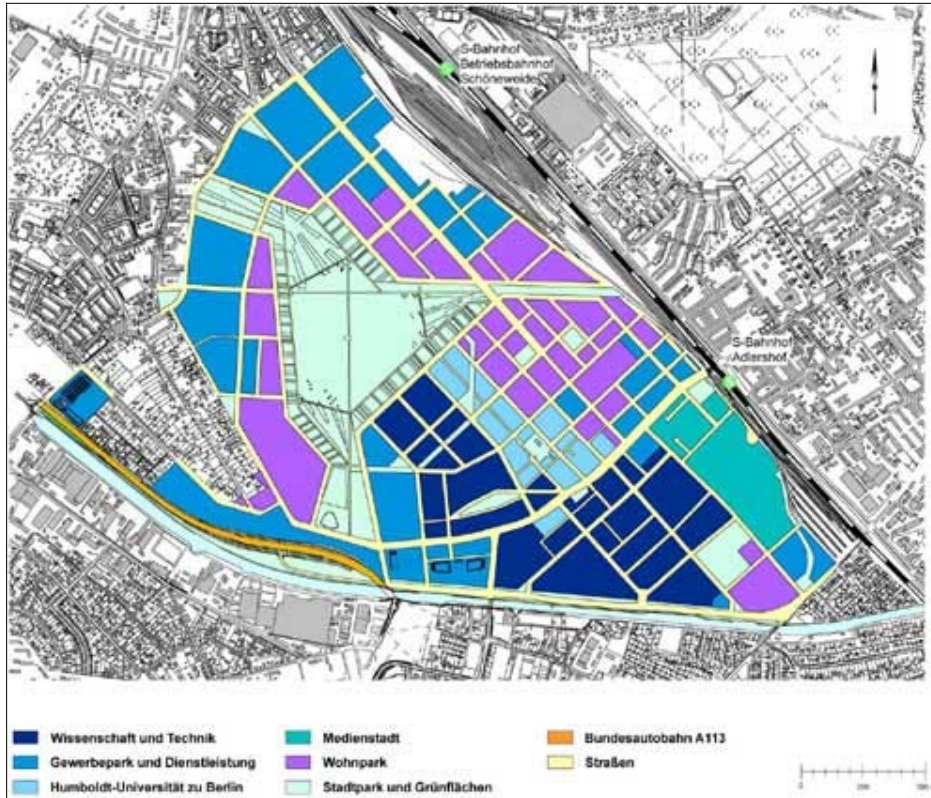 S-Bahnhof
Betriebsbahnhof
Schöneweide
S-Bahnhof
Adlershof
Wissenschaft und Technik
Gewerbepark und Dienstleistung
Humboldt-Universität zu Berlin
Medienstadt
Wohnpark
Stadtpark und Grünflächen
Bundesautobahn A113
Straßen
0